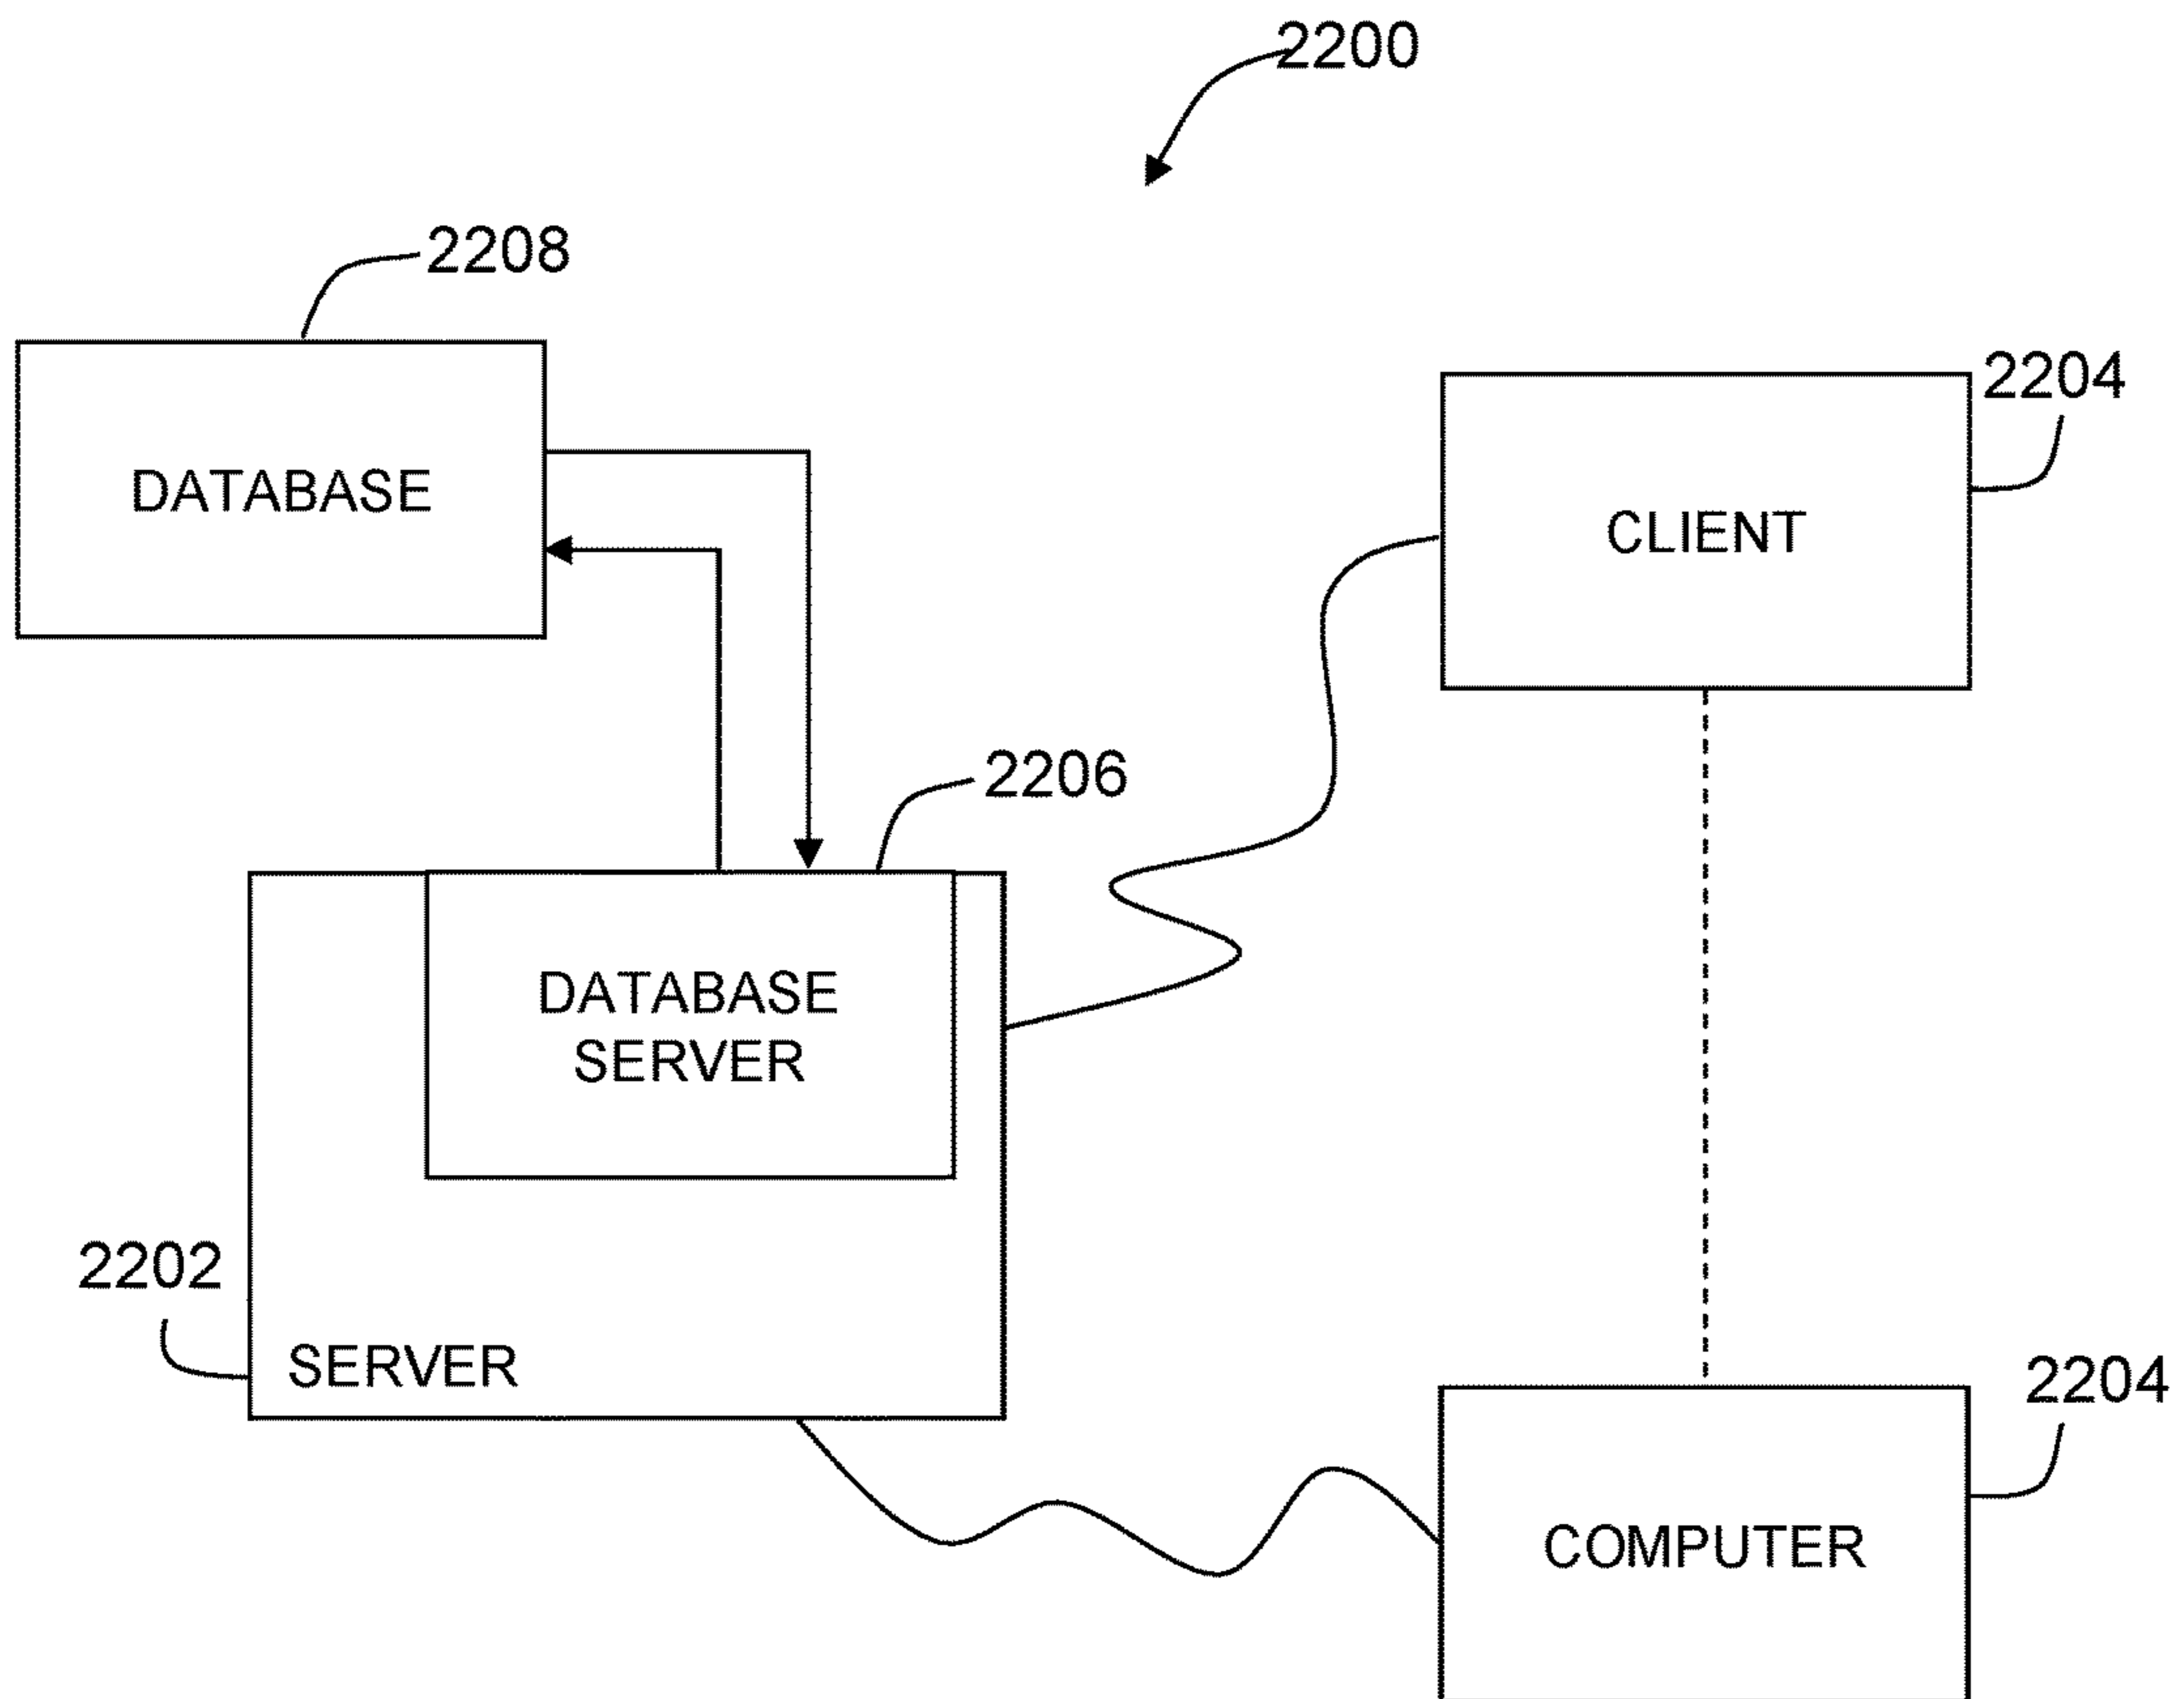 2200
2208
2204
DATABASE
CLIENT
2206
DATABASE
SERVER
2202
SERVER
2204
COMPUTER